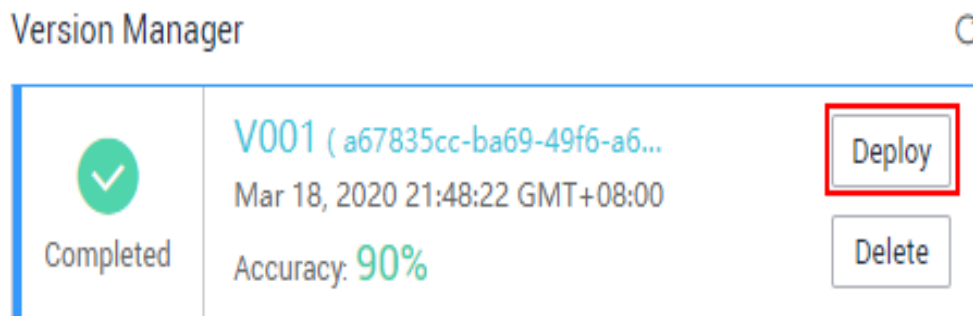 Version Manager
V001 ( a67835cc-ba69-49f6-a6...
Deploy
Mar 18, 2020 21:48:22 GMT+08:00
Completed
Accuracy: 90%
Delete